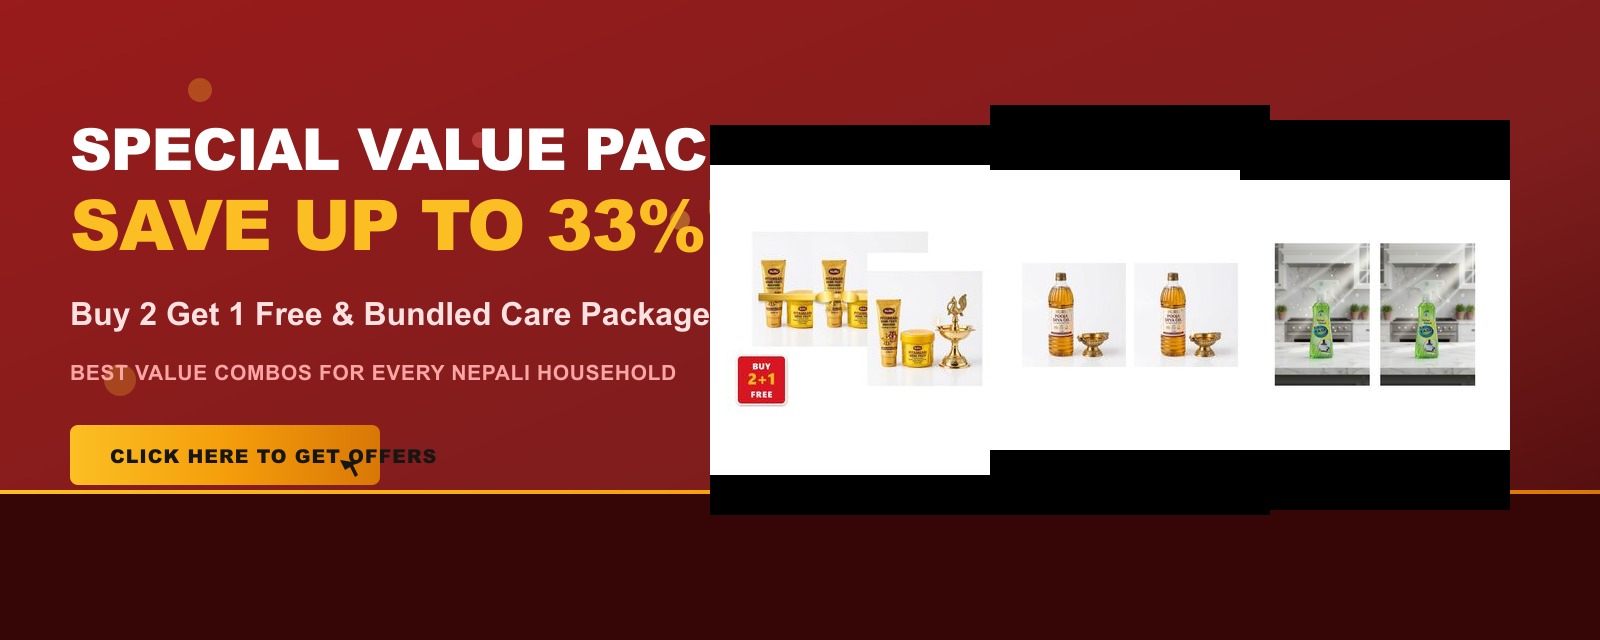 SPECIAL VALUE PAC
SAVE UP TO 33%
Buy 2 Get 1 Free & Bundled Care Package
BEST VALUE COMBOS FOR EVERY NEPALI HOUSEHOLD
CLICK HERE TO GET OFFERS
BUY
2+1
FREE